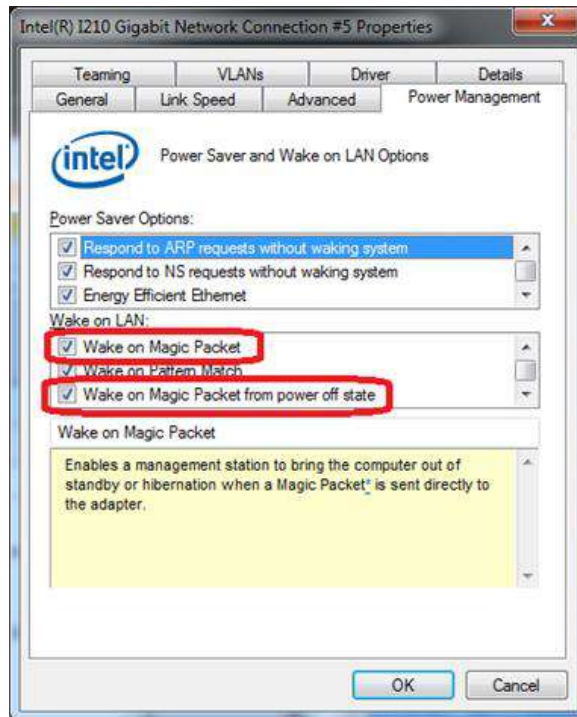 Intel(R) I210 Gigabit Network Connection #5 Properties
Teaming VLANs Driver Details
General Link Speed Advanced Power Management
(intel) Power Saver and Wake on LAN Options
Power Saver Options:
Respond to ARP requests without waking system
Respond to NS requests without waking system
Energy Efficient Ethernet
Wake on LAN:
Wake on Magic Packet
Wake on Pattern Match
Wake on Magic Packet from power off state
Wake on Magic Packet
Enables a management station to bring the computer out of
standby or hibernation when a Magic Packet* is sent directly to
the adapter.
OK Cancel